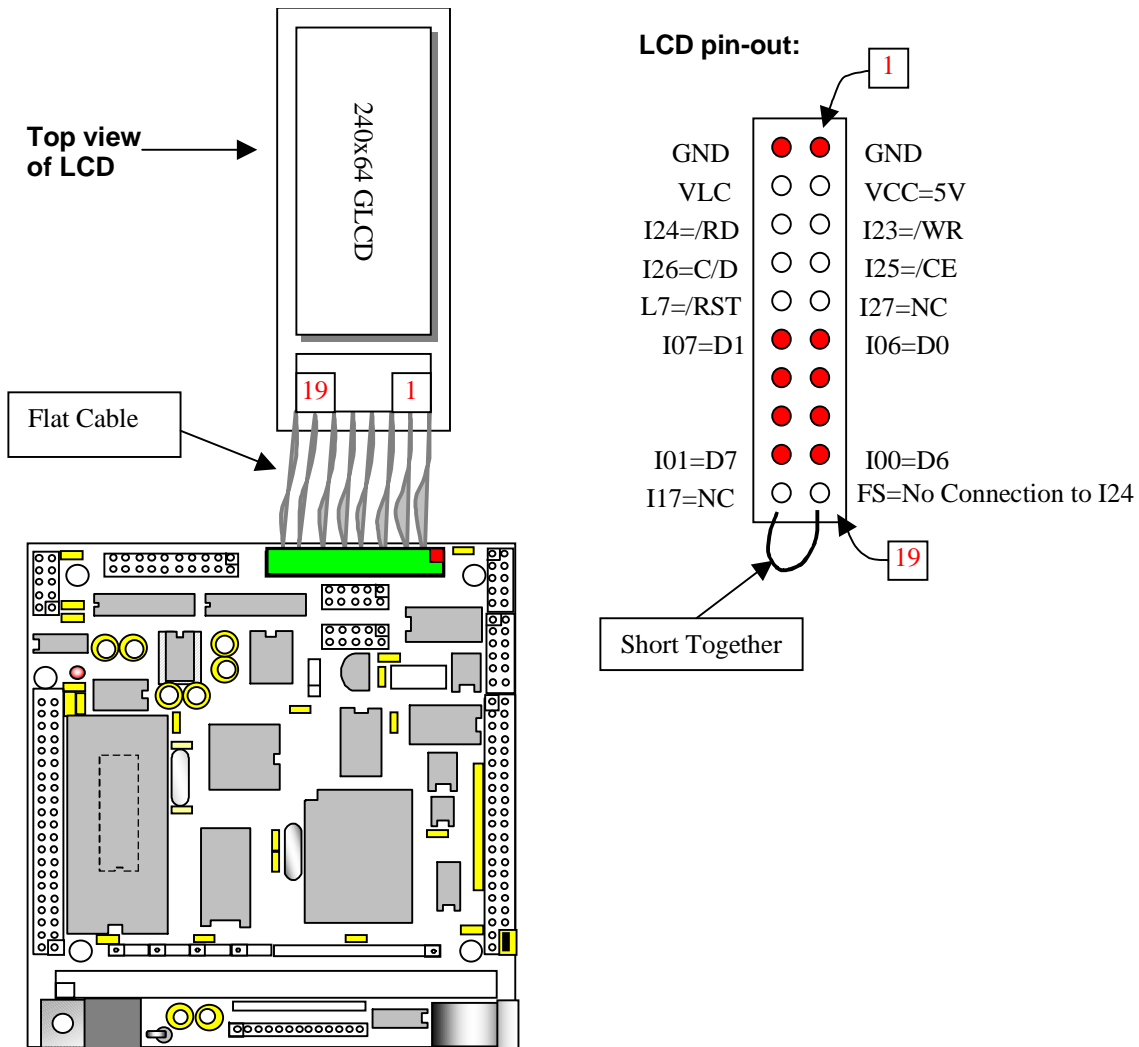 LCD pin-out:
1
Top view
of LCD
240x64 GLCD
GND
GND
VLC
VCC=5V
I24=/RD
I23=/WR
I26=C/D
I25=/CE
L7=/RST
I27=NC
I07=D1
I06=D0
19
1
Flat Cable
I01=D7
I00=D6
I17=NC
FS=No Connection to I24
19
Short Together